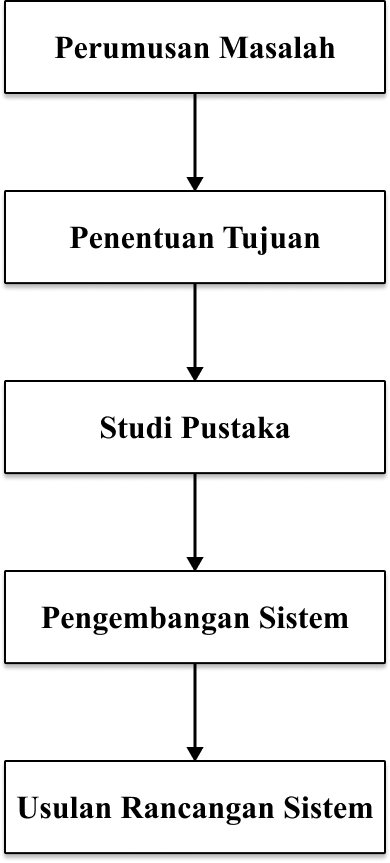 Perumusan Masalah
Penentuan Tujuan
Studi Pustaka
Pengembangan Sistem
Usulan Rancangan Sistem